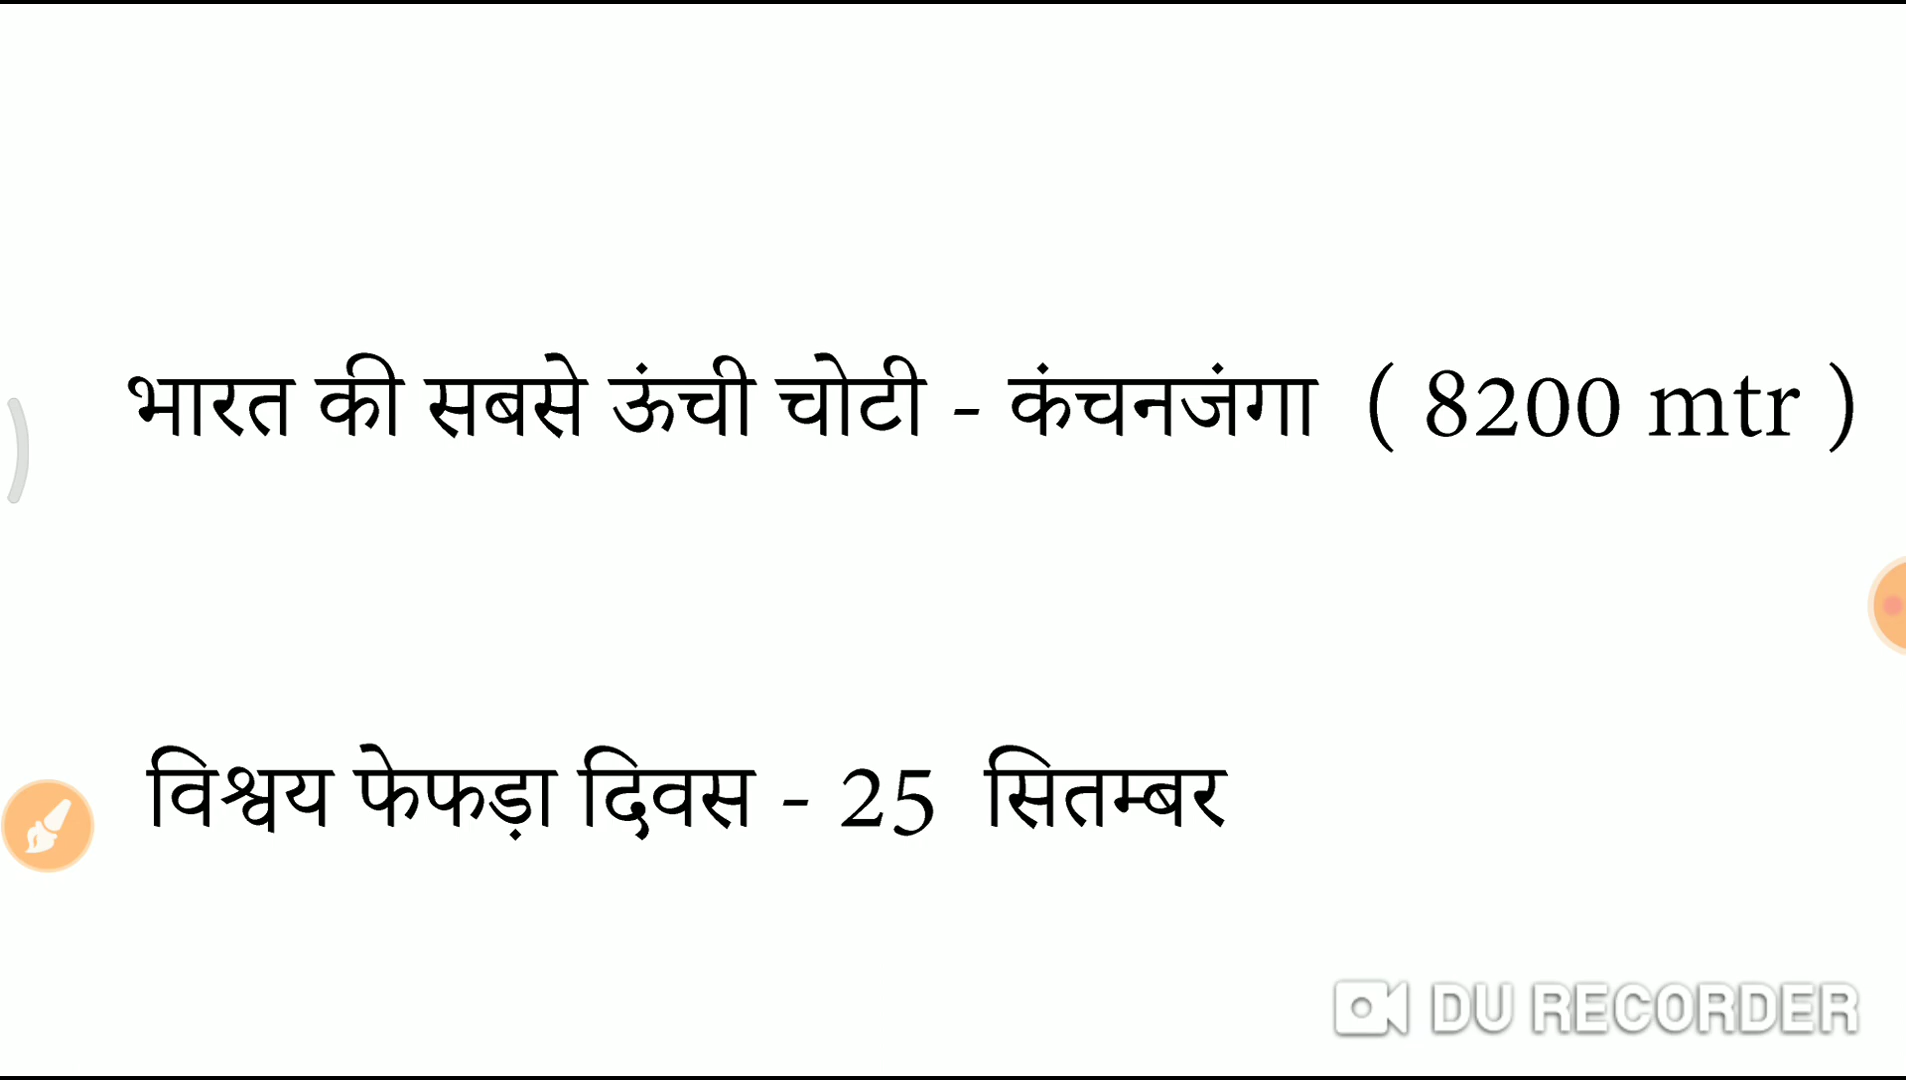 भारत की सबसे ऊंची चोटी - कंचनजंगा ( 8200 mtr )
विश्वय फेफड़ा दिवस - 25 सितम्बर
DU RECORDER